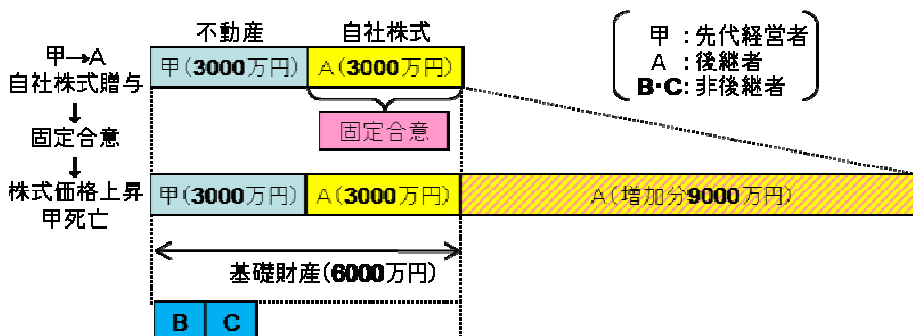 不動産 自社株式
甲→A
自社株式贈与
甲(3000万円) A(3000万円)
甲:先代経営者
A:後継者
B・C:非後継者
↓
固定合意
固定合意
↓
株式価格上昇
甲死亡
甲(3000万円) A(3000万円) A(増加分9000万円)
基礎財産(6000万円)
B C